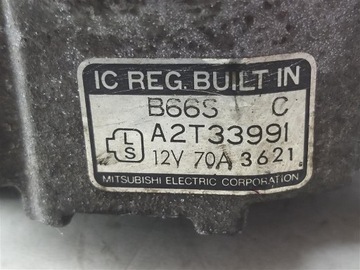 IC REG. BUILT IN
B66S C
A2T33991
L
S
12V 70A 3621
MITSUBISHI ELECTRIC CORPORATION